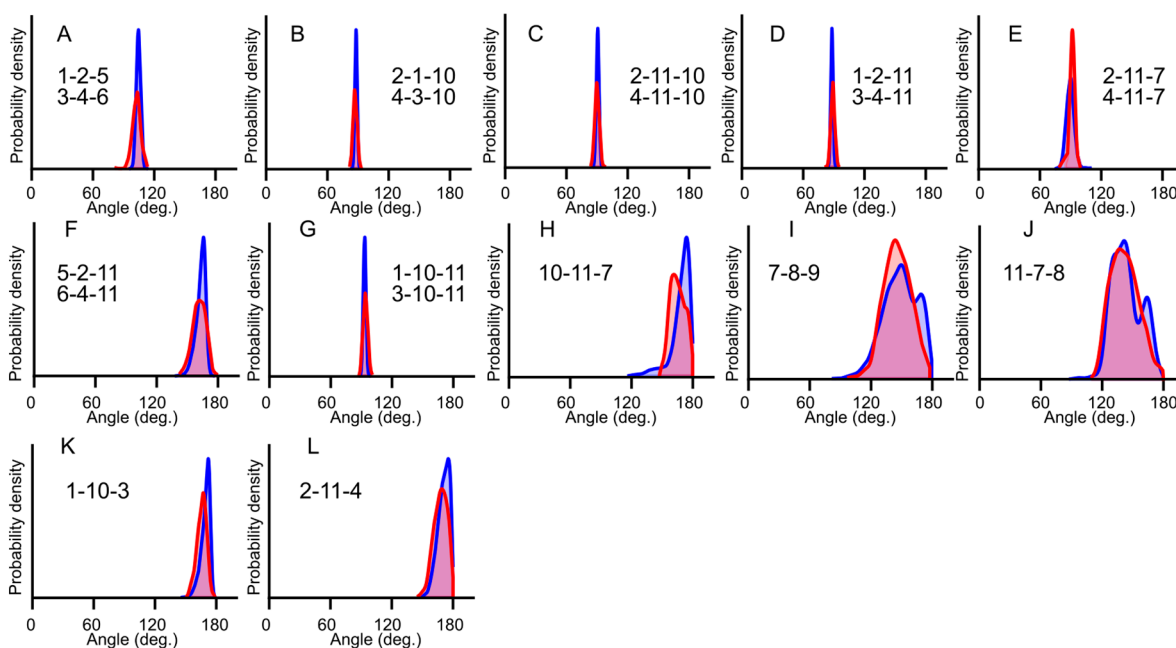 A
1-2-5
3-4-6
Probability density
0 60 120 180
Angle (deg.)
B
2-1-10
4-3-10
Probability density
0 60 120 180
Angle (deg.)
C
2-11-10
4-11-10
Probability density
0 60 120 180
Angle (deg.)
D
1-2-11
3-4-11
Probability density
0 60 120 180
Angle (deg.)
E
2-11-7
4-11-7
Probability density
0 60 120 180
Angle (deg.)
F
5-2-11
6-4-11
Probability density
0 60 120 180
Angle (deg.)
G
1-10-11
3-10-11
Probability density
0 60 120 180
Angle (deg.)
H
10-11-7
Probability density
0 60 120 180
Angle (deg.)
I
7-8-9
Probability density
0 60 120 180
Angle (deg.)
J
11-7-8
Probability density
0 60 120 180
Angle (deg.)
K
1-10-3
Probability density
0 60 120 180
Angle (deg.)
L
2-11-4
Probability density
0 60 120 180
Angle (deg.)